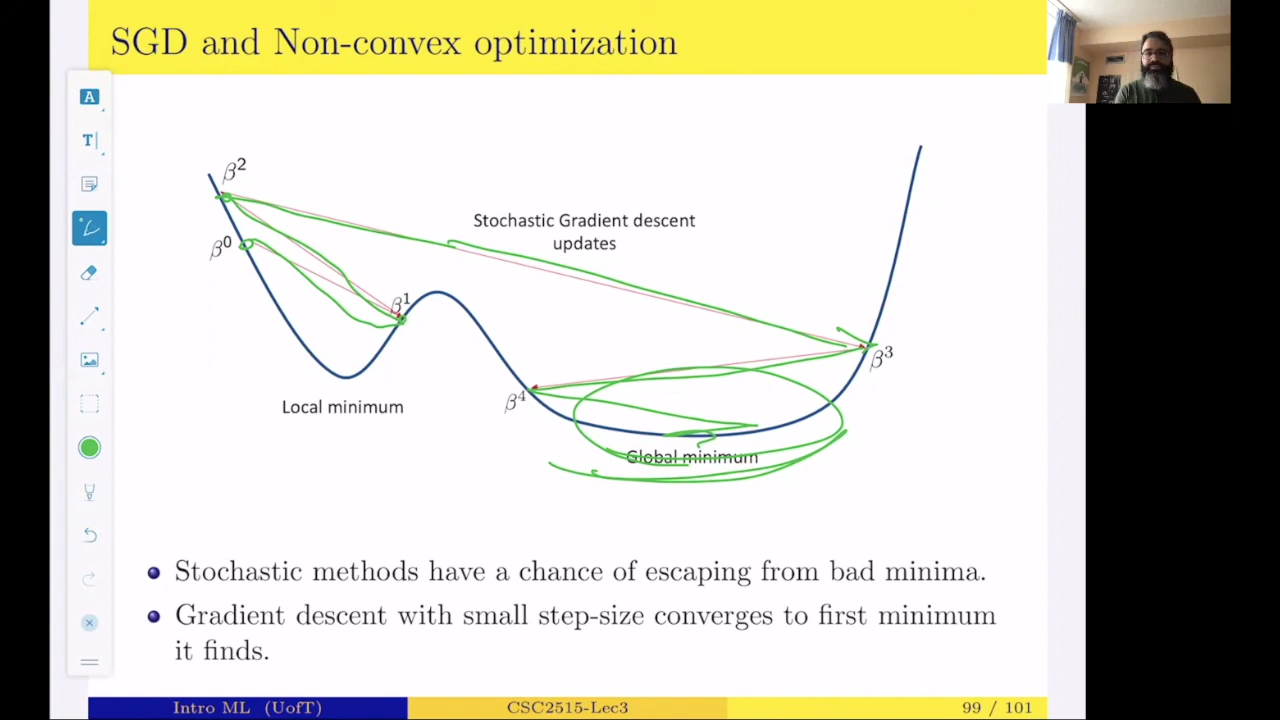 SGD and Non-convex optimization
A
T
β²
Stochastic Gradient descent
updates
β⁰
β¹
β³
β⁴
Local minimum
Global minimum
Stochastic methods have a chance of escaping from bad minima.
Gradient descent with small step-size converges to first minimum
it finds.
Intro ML (UofT) CSC2515-Lec3 99 / 101